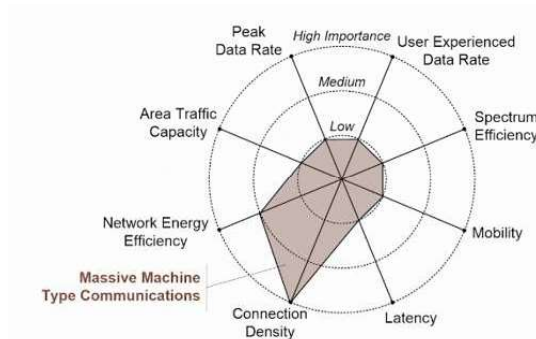 Peak
Data Rate
High Importance
User Experienced
Data Rate
Medium
Area Traffic
Capacity
Low
Spectrum
Efficiency
Network Energy
Efficiency
Mobility
Massive Machine
Type Communications
Connection
Density
Latency